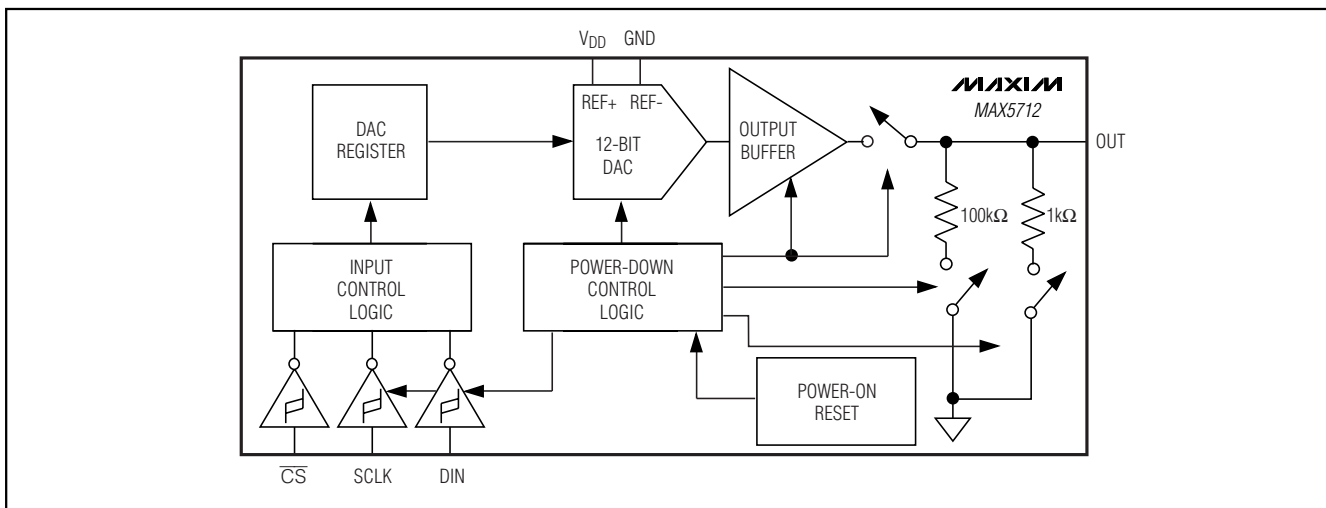 VDD GND
MAXIM
MAX5712
REF+ REF-
DAC
REGISTER
12-BIT
DAC
OUTPUT
BUFFER
OUT
100kΩ
1kΩ
INPUT
CONTROL
LOGIC
POWER-DOWN
CONTROL
LOGIC
POWER-ON
RESET
CS SCLK DIN